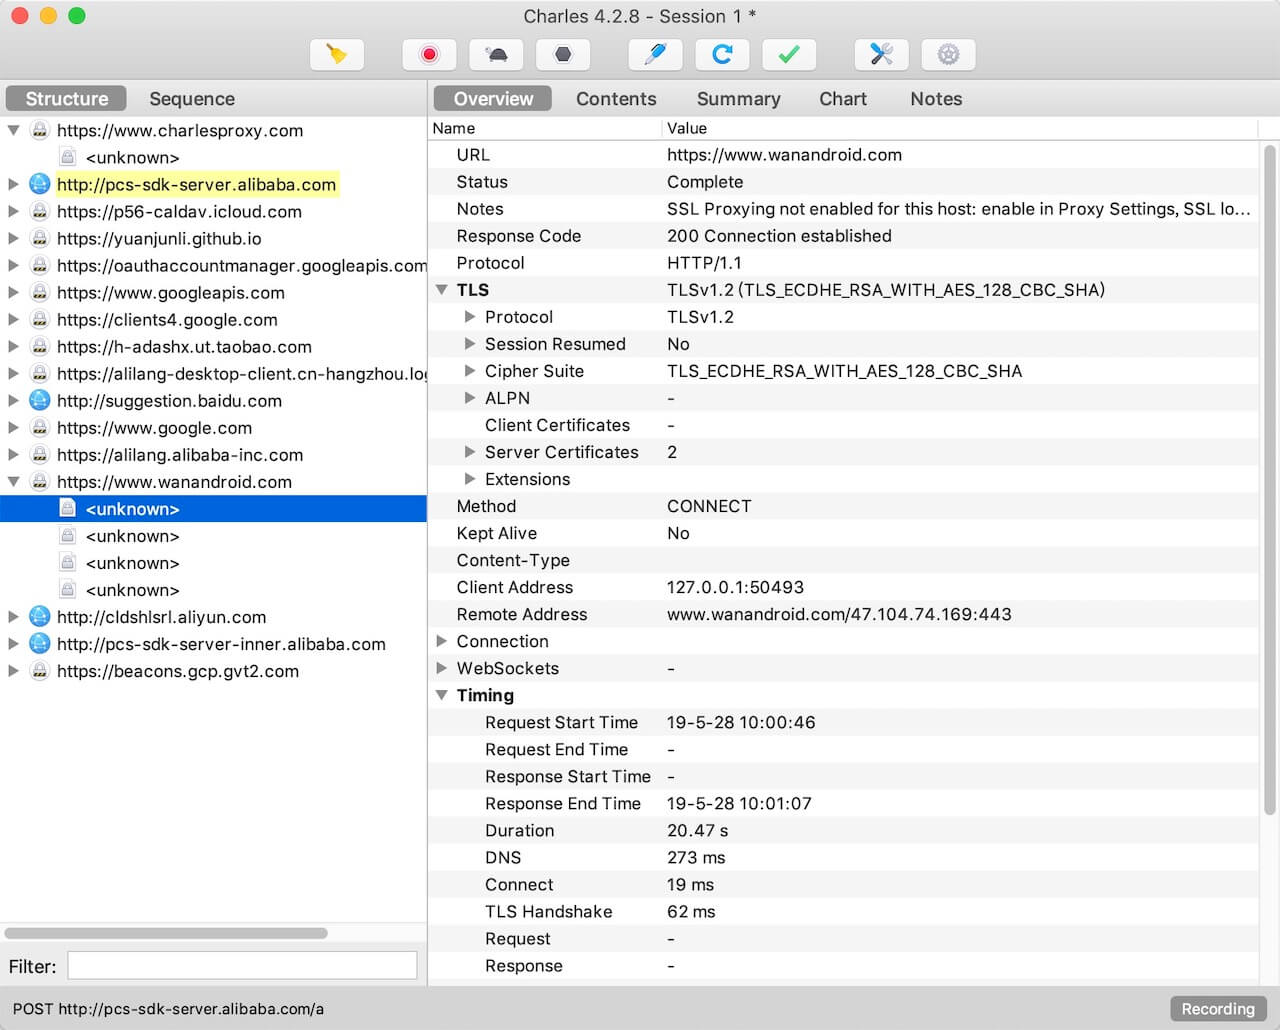 Charles 4.2.8 - Session 1 *
Structure Sequence
https://www.charlesproxy.com
<unknown>
http://pcs-sdk-server.alibaba.com
https://p56-caldav.icloud.com
https://yuanjunli.github.io
https://oauthaccountmanager.googleapis.com
https://www.googleapis.com
https://clients4.google.com
https://h-adashx.ut.taobao.com
https://alilang-desktop-client.cn-hangzhou.log
http://suggestion.baidu.com
https://www.google.com
https://alilang.alibaba-inc.com
https://www.wanandroid.com
<unknown>
<unknown>
<unknown>
<unknown>
http://cldshlsrl.aliyun.com
http://pcs-sdk-server-inner.alibaba.com
https://beacons.gcp.gvt2.com
Filter:
Overview Contents Summary Chart Notes
Name Value
URL https://www.wanandroid.com
Status Complete
Notes SSL Proxying not enabled for this host: enable in Proxy Settings, SSL lo...
Response Code 200 Connection established
Protocol HTTP/1.1
TLS TLSv1.2 (TLS_ECDHE_RSA_WITH_AES_128_CBC_SHA)
Protocol TLSv1.2
Session Resumed No
Cipher Suite TLS_ECDHE_RSA_WITH_AES_128_CBC_SHA
ALPN -
Client Certificates -
Server Certificates 2
Extensions
Method CONNECT
Kept Alive No
Content-Type
Client Address 127.0.0.1:50493
Remote Address www.wanandroid.com/47.104.74.169:443
Connection
WebSockets -
Timing
Request Start Time 19-5-28 10:00:46
Request End Time -
Response Start Time -
Response End Time 19-5-28 10:01:07
Duration 20.47 s
DNS 273 ms
Connect 19 ms
TLS Handshake 62 ms
Request -
Response -
POST http://pcs-sdk-server.alibaba.com/a
Recording